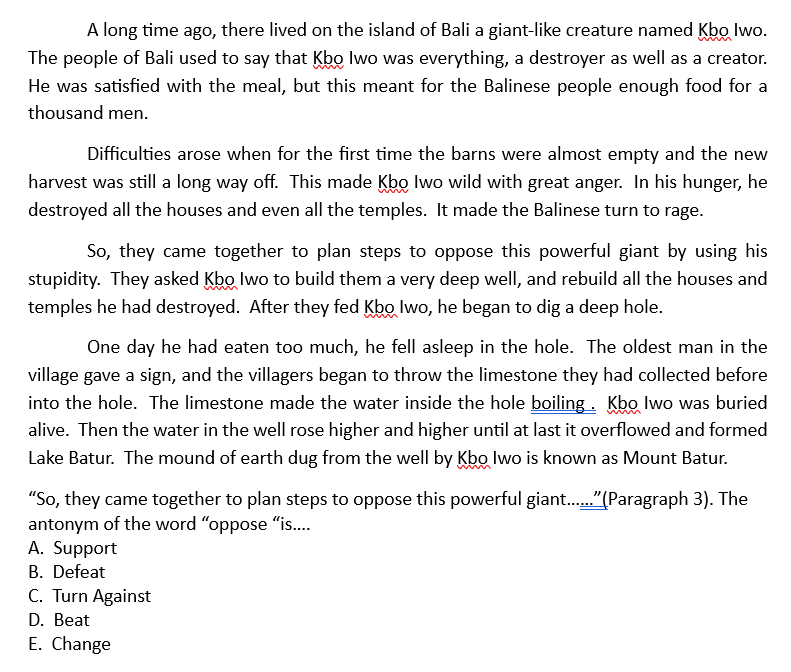 A long time ago, there lived on the island of Bali a giant-like creature named Kbo Iwo.
The people of Bali used to say that Kbo Iwo was everything, a destroyer as well as a creator.
He was satisfied with the meal, but this meant for the Balinese people enough food for a
thousand men.
Difficulties arose when for the first time the barns were almost empty and the new
harvest was still a long way off.  This made Kbo Iwo wild with great anger.  In his hunger, he
destroyed all the houses and even all the temples.  It made the Balinese turn to rage.
So, they came together to plan steps to oppose this powerful giant by using his
stupidity.  They asked Kbo Iwo to build them a very deep well, and rebuild all the houses and
temples he had destroyed.  After they fed Kbo Iwo, he began to dig a deep hole.
One day he had eaten too much, he fell asleep in the hole.  The oldest man in the
village gave a sign, and the villagers began to throw the limestone they had collected before
into the hole.  The limestone made the water inside the hole boiling .  Kbo Iwo was buried
alive.  Then the water in the well rose higher and higher until at last it overflowed and formed
Lake Batur.  The mound of earth dug from the well by Kbo Iwo is known as Mount Batur.
“So, they came together to plan steps to oppose this powerful giant……”(Paragraph 3). The
antonym of the word “oppose “is….
A. Support
B. Defeat
C. Turn Against
D. Beat
E. Change